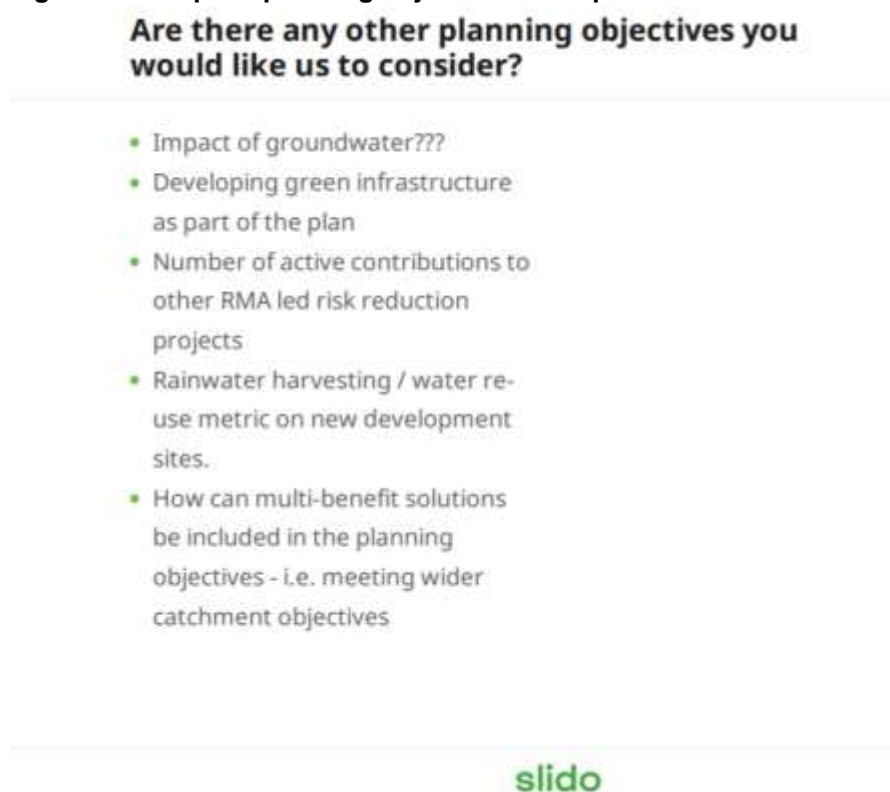 Are there any other planning objectives you
would like us to consider?
• Impact of groundwater???
• Developing green infrastructure
as part of the plan
• Number of active contributions to
other RMA led risk reduction
projects
• Rainwater harvesting / water re-
use metric on new development
sites.
• How can multi-benefit solutions
be included in the planning
objectives - i.e. meeting wider
catchment objectives
slido